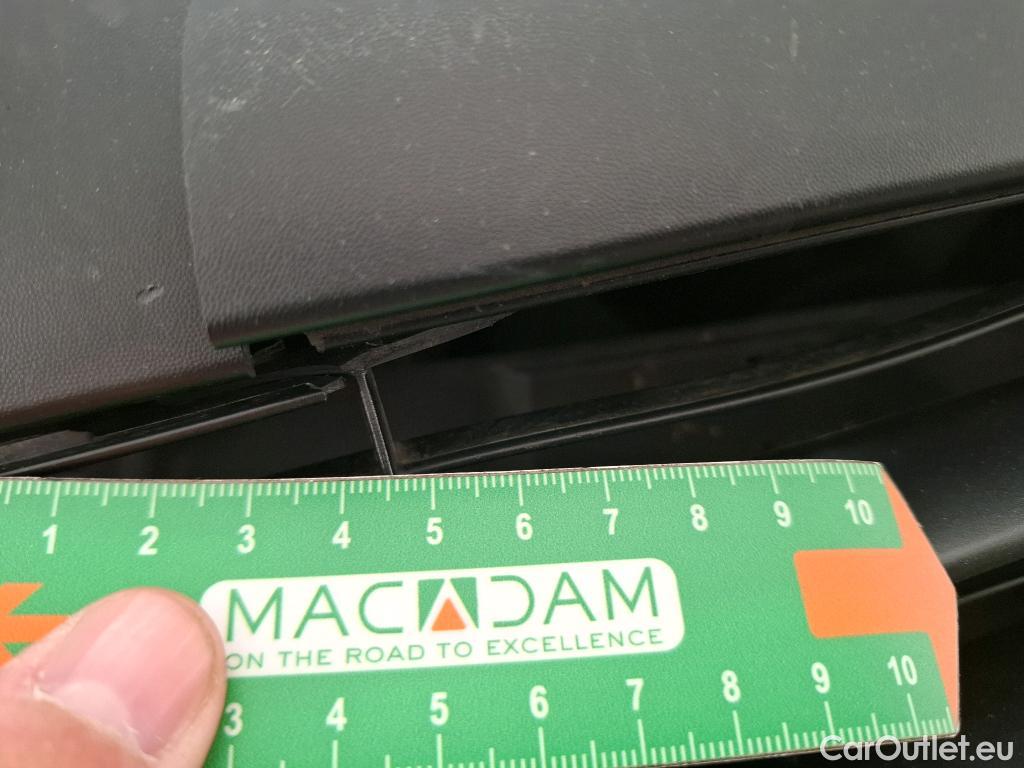 1 2 3 4 5 6 7 8 9 10
MACADAM
ON THE ROAD TO EXCELLENCE
3 4 5 6 7 8 9 10
CarOutlet.eu